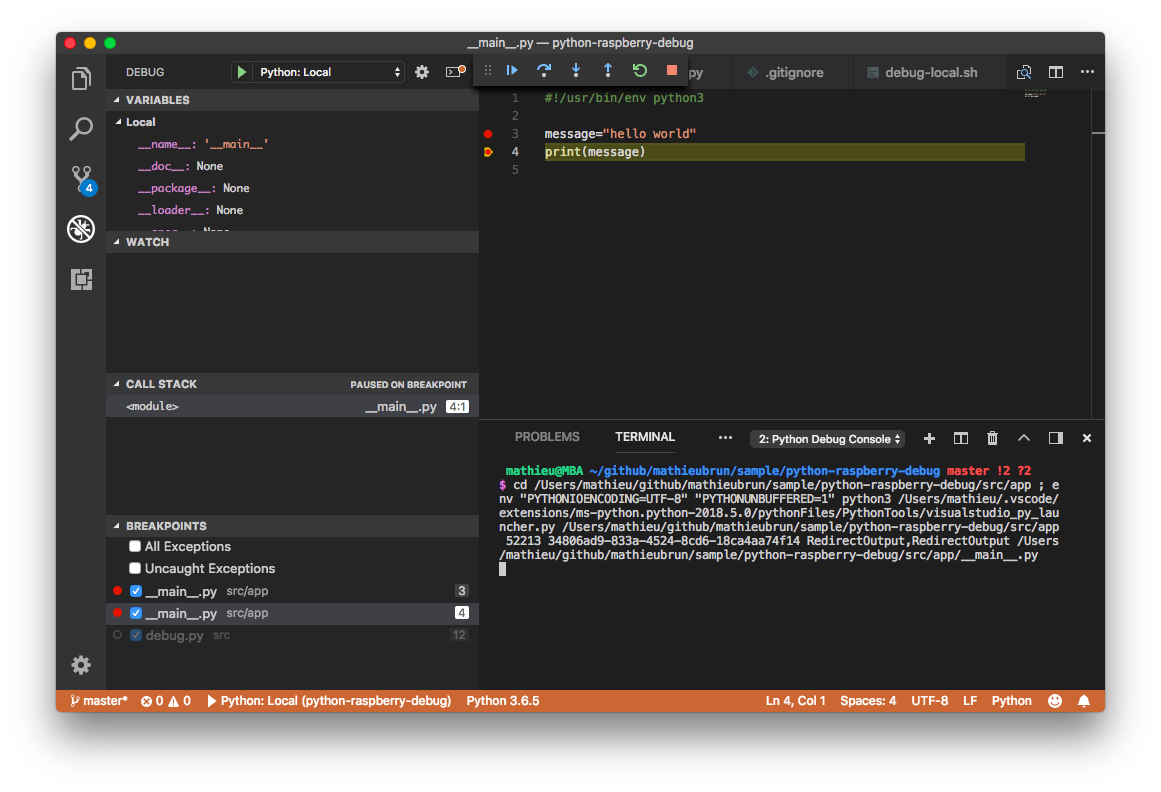 __main__.py — python-raspberry-debug
DEBUG
Python: Local
py
.gitignore
debug-local.sh
VARIABLES
Local
__name__: '__main__'
__doc__: None
__package__: None
__loader__: None
WATCH
CALL STACK
PAUSED ON BREAKPOINT
<module>
__main__.py 4:1
BREAKPOINTS
All Exceptions
Uncaught Exceptions
__main__.py src/app 3
__main__.py src/app 4
debug.py src 12
4
1 #!/usr/bin/env python3
2
3 message="hello world"
4 print(message)
5
PROBLEMS
TERMINAL
2: Python Debug Console
mathieu@MBA ~/github/mathieubrun/sample/python-raspberry-debug master !2 ?2
$ cd /Users/mathieu/github/mathieubrun/sample/python-raspberry-debug/src/app ; e
nv "PYTHONIOENCODING=UTF-8" "PYTHONUNBUFFERED=1" python3 /Users/mathieu/.vscode/
extensions/ms-python.python-2018.5.0/pythonFiles/PythonTools/visualstudio_py_lau
ncher.py /Users/mathieu/github/mathieubrun/sample/python-raspberry-debug/src/app
52213 34806ad9-833a-4524-8cd6-18ca4aa74f14 RedirectOutput,RedirectOutput /Users
/mathieu/github/mathieubrun/sample/python-raspberry-debug/src/app/__main__.py
master* 0 0 Python: Local (python-raspberry-debug) Python 3.6.5 Ln 4, Col 1 Spaces: 4 UTF-8 LF Python